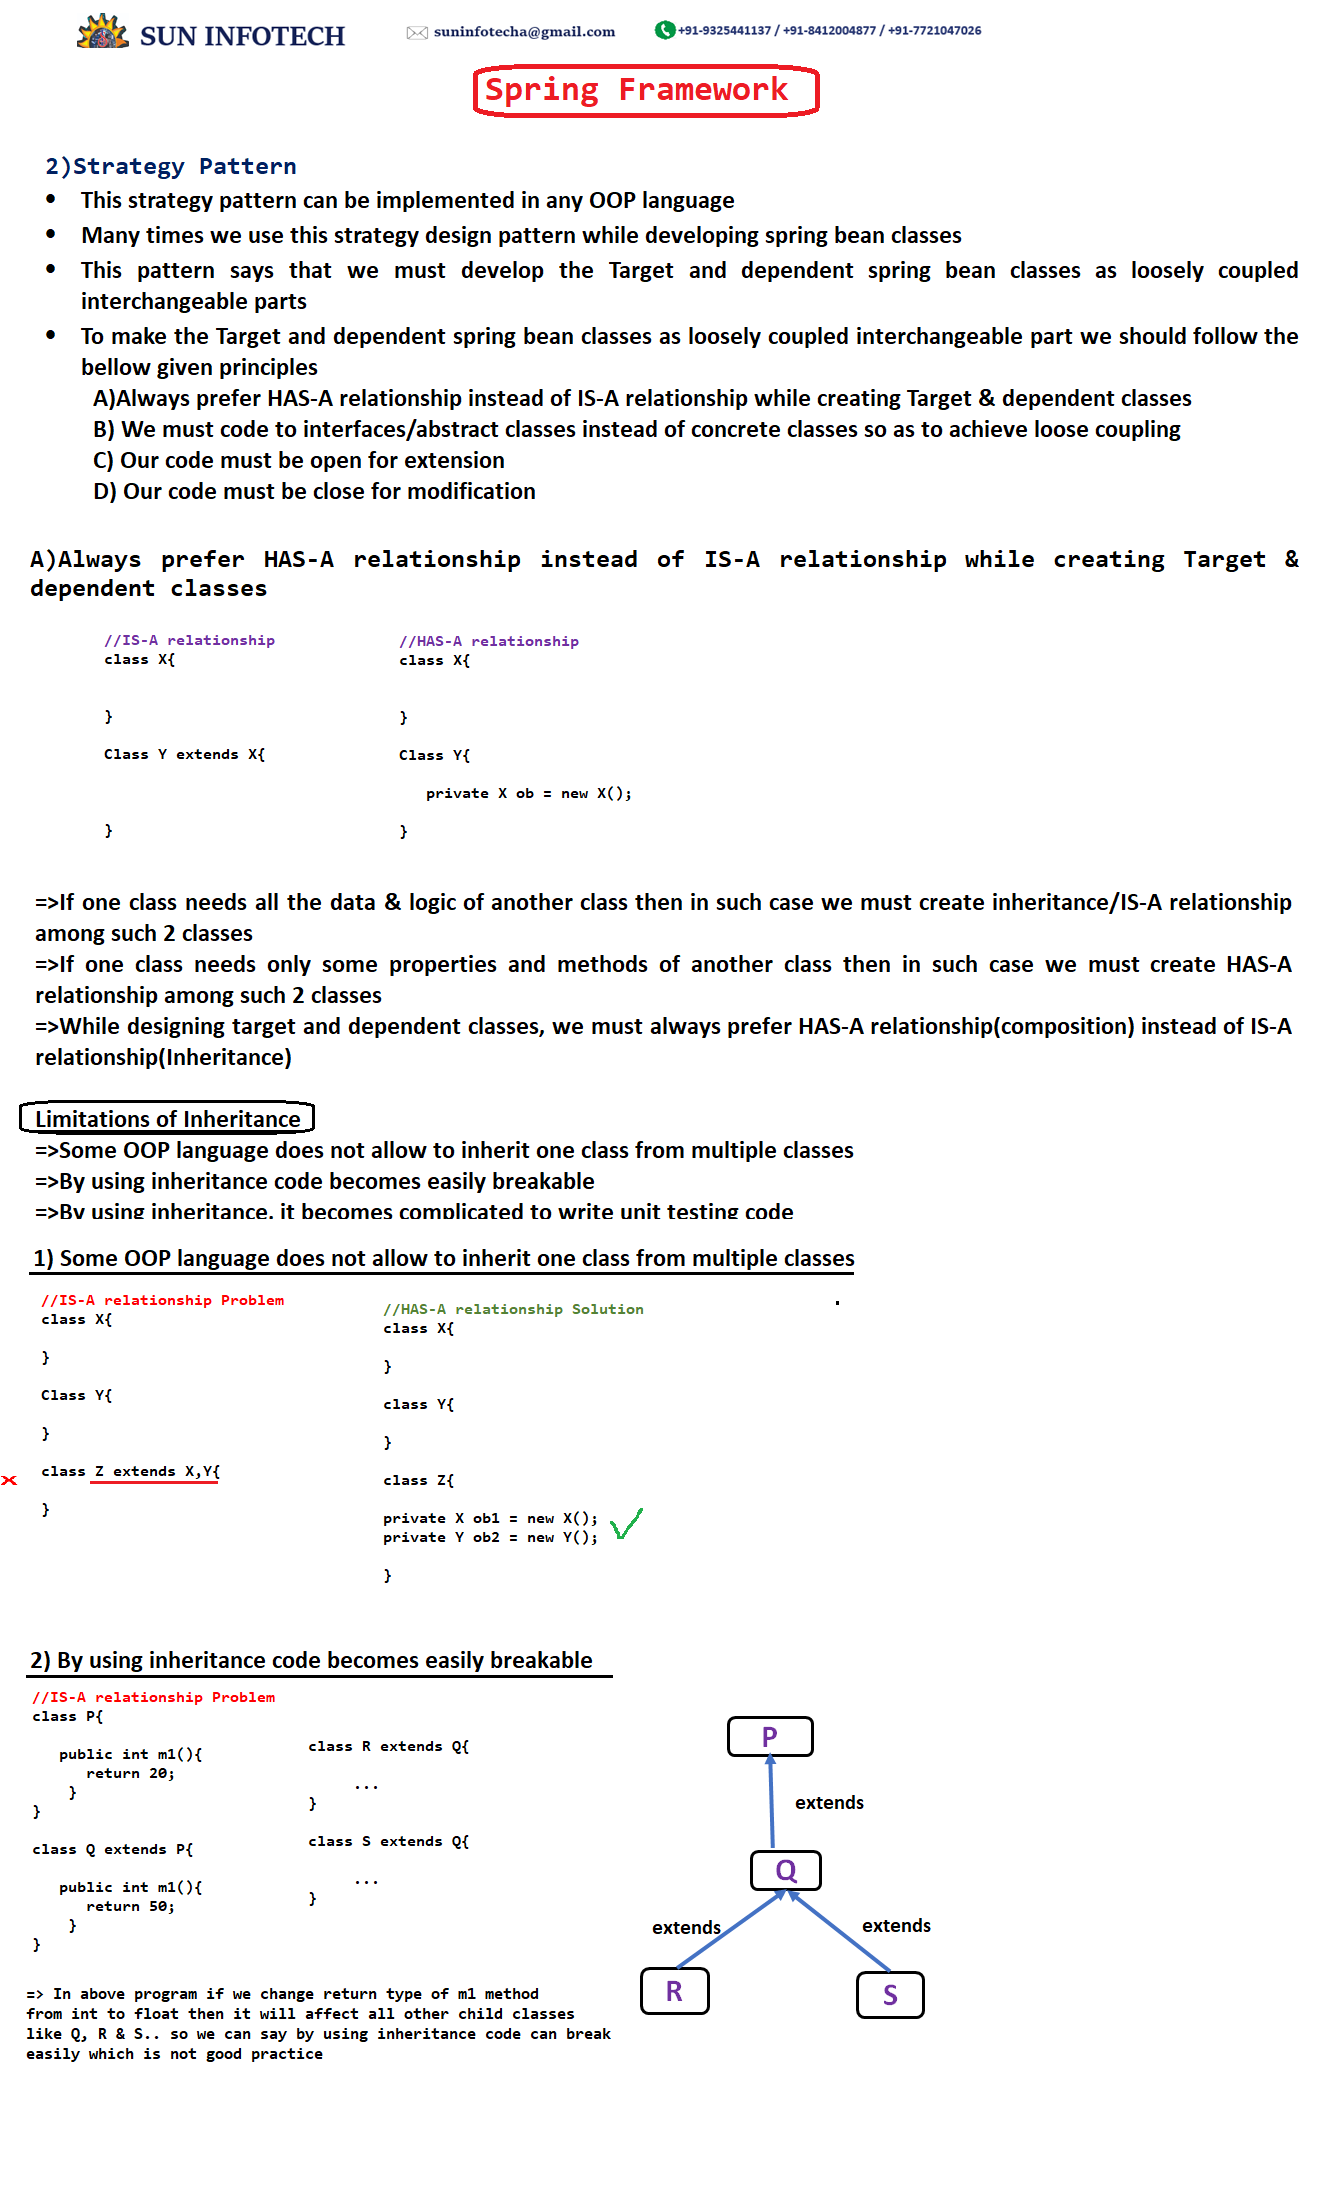 SUN INFOTECH suninfotecha@gmail.com +91-9325441137 / +91-8412004877 / +91-7721047026
Spring Framework
2)Strategy Pattern
• This strategy pattern can be implemented in any OOP language
• Many times we use this strategy design pattern while developing spring bean classes
• This pattern says that we must develop the Target and dependent spring bean classes as loosely coupled
interchangeable parts
• To make the Target and dependent spring bean classes as loosely coupled interchangeable part we should follow the
bellow given principles
A)Always prefer HAS-A relationship instead of IS-A relationship while creating Target & dependent classes
B) We must code to interfaces/abstract classes instead of concrete classes so as to achieve loose coupling
C) Our code must be open for extension
D) Our code must be close for modification
A)Always prefer HAS-A relationship instead of IS-A relationship while creating Target &
dependent classes
//IS-A relationship
class X{
}
Class Y extends X{
}
//HAS-A relationship
class X{
}
Class Y{
private X ob = new X();
}
=>If one class needs all the data & logic of another class then in such case we must create inheritance/IS-A relationship
among such 2 classes
=>If one class needs only some properties and methods of another class then in such case we must create HAS-A
relationship among such 2 classes
=>While designing target and dependent classes, we must always prefer HAS-A relationship(composition) instead of IS-A
relationship(Inheritance)
Limitations of Inheritance
=>Some OOP language does not allow to inherit one class from multiple classes
=>By using inheritance code becomes easily breakable
=>By using inheritance, it becomes complicated to write unit testing code
1) Some OOP language does not allow to inherit one class from multiple classes
//IS-A relationship Problem
class X{
}
Class Y{
}
class Z extends X,Y{
}
//HAS-A relationship Solution
class X{
}
class Y{
}
class Z{
private X ob1 = new X();
private Y ob2 = new Y();
}
2) By using inheritance code becomes easily breakable
//IS-A relationship Problem
class P{
public int m1(){
return 20;
}
}
class Q extends P{
public int m1(){
return 50;
}
}
class R extends Q{
...
}
class S extends Q{
...
}
P
extends
Q
extends
extends
R
S
=> In above program if we change return type of m1 method
from int to float then it will affect all other child classes
like Q, R & S.. so we can say by using inheritance code can break
easily which is not good practice